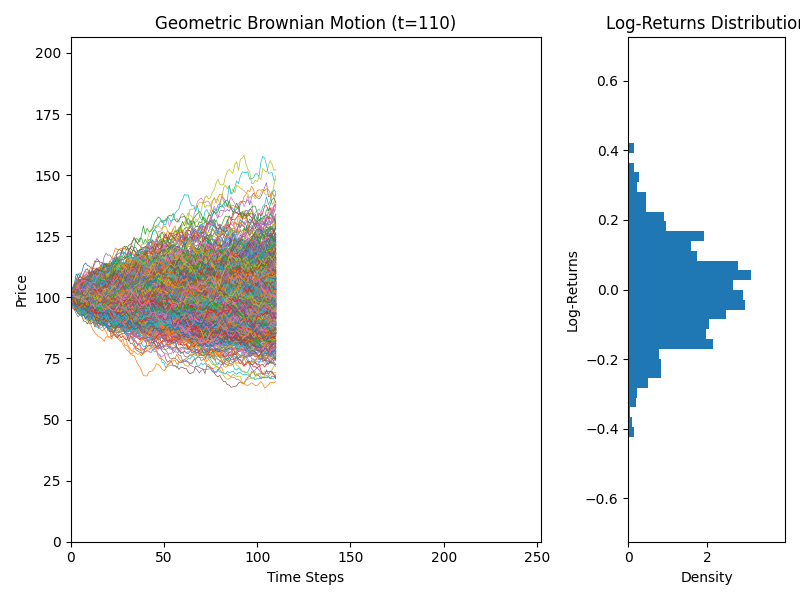 Geometric Brownian Motion (t=110)
Price
200
175
150
125
100
75
50
25
0
0 50 100 150 200 250
Time Steps
Log-Returns Distribution
Log-Returns
0.6
0.4
0.2
0.0
−0.2
−0.4
−0.6
0 2
Density